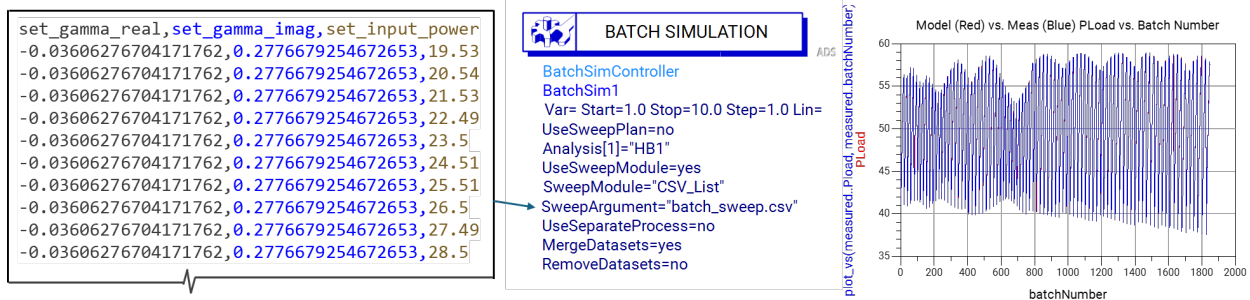 set_gamma_real,set_gamma_imag,set_input_power
-0.03606276704171762,0.2776679254672653,19.53
-0.03606276704171762,0.2776679254672653,20.54
-0.03606276704171762,0.2776679254672653,21.53
-0.03606276704171762,0.2776679254672653,22.49
-0.03606276704171762,0.2776679254672653,23.5
-0.03606276704171762,0.2776679254672653,24.51
-0.03606276704171762,0.2776679254672653,25.51
-0.03606276704171762,0.2776679254672653,26.5
-0.03606276704171762,0.2776679254672653,27.49
-0.03606276704171762,0.2776679254672653,28.5
BATCH SIMULATION
ADS
BatchSimController
BatchSim1
Var= Start=1.0 Stop=10.0 Step=1.0 Lin=
UseSweepPlan=no
Analysis[1]="HB1"
UseSweepModule=yes
SweepModule="CSV_List"
SweepArgument="batch_sweep.csv"
UseSeparateProcess=no
MergeDatasets=yes
RemoveDatasets=no
Model (Red) vs. Meas (Blue) PLoad vs. Batch Number
plot_vs(measured..Pload, measured..batchNumber)
PLoad
60
55
50
45
40
35
0 200 400 600 800 1000 1200 1400 1600 1800 2000
batchNumber